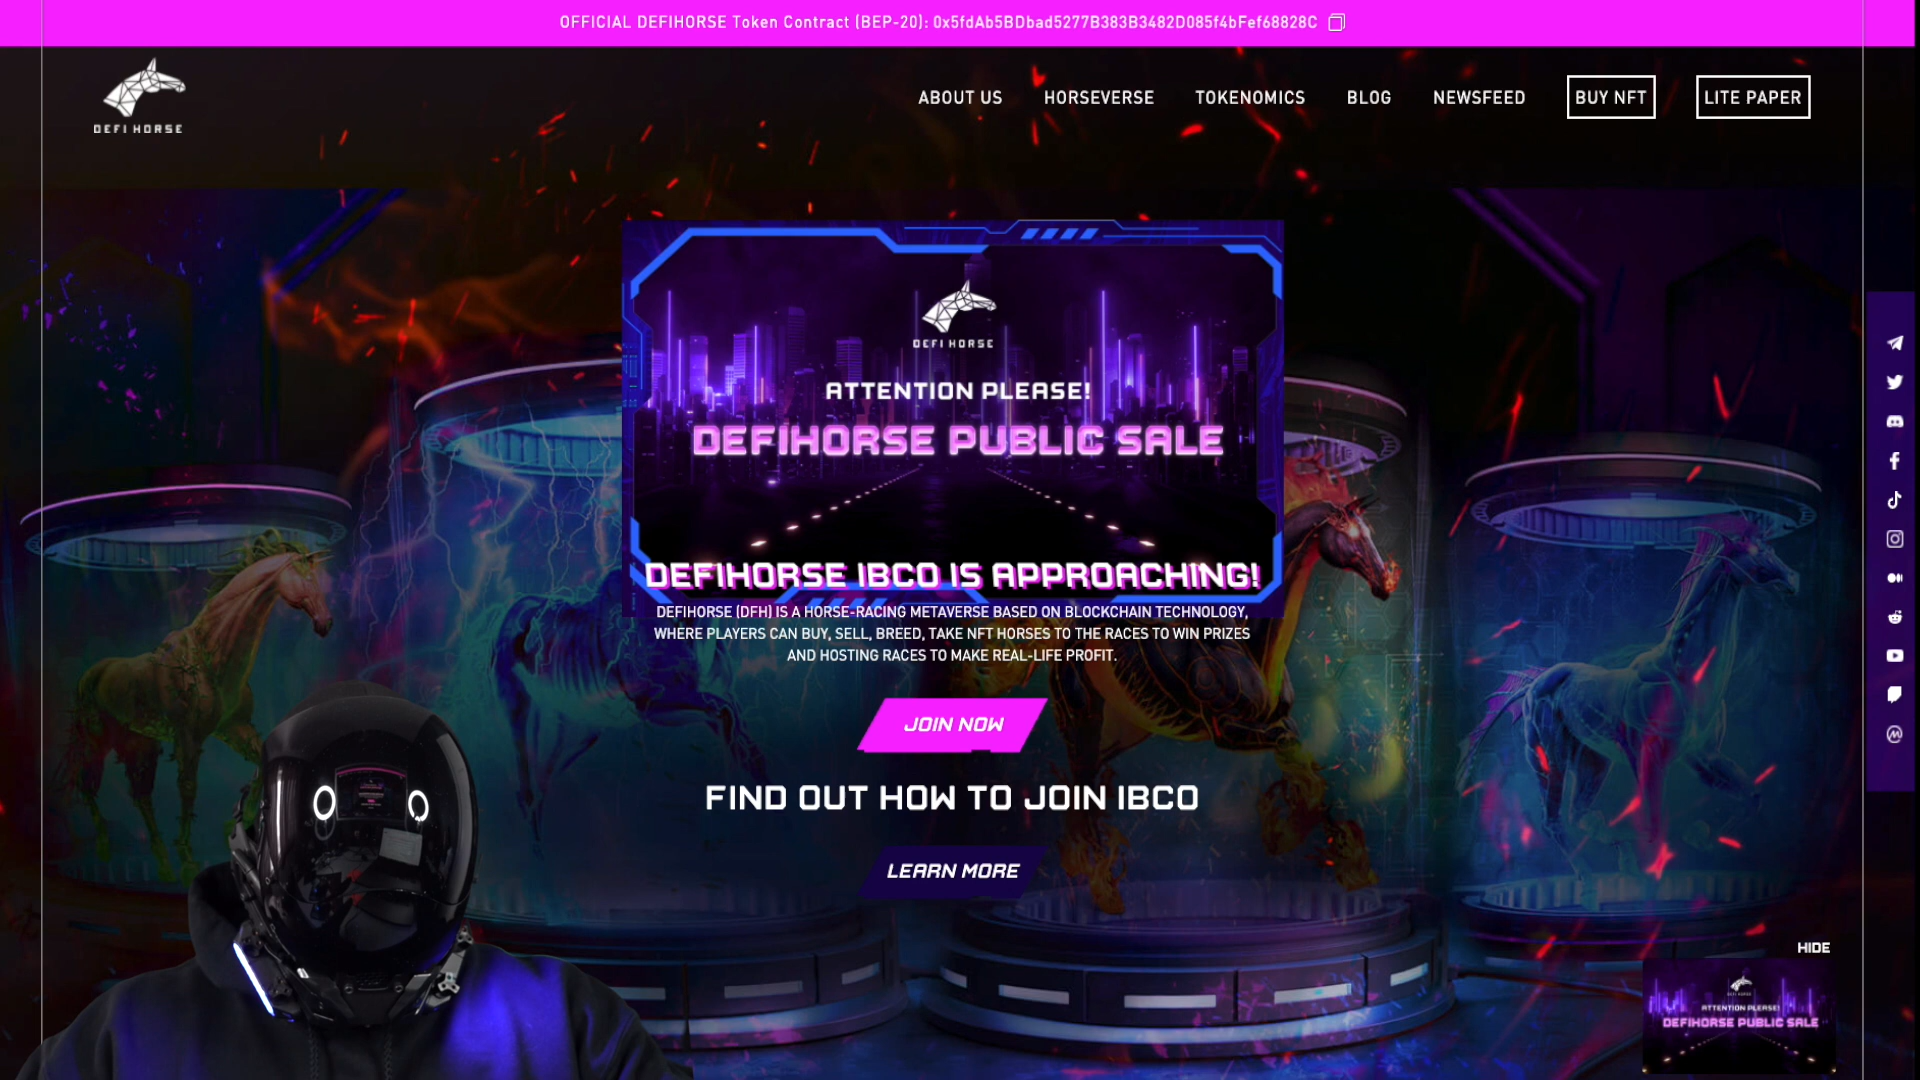 OFFICIAL DEFIHORSE Token Contract (BEP-20): 0x5fdAb5BDbad5277B383B3482D085f4bFef68828C
DEFI HORSE
ABOUT US
HORSEVERSE
TOKENOMICS
BLOG
NEWSFEED
BUY NFT
LITE PAPER
DEFI HORSE
ATTENTION PLEASE!
DEFIHORSE PUBLIC SALE
DEFIHORSE IBCO IS APPROACHING!
DEFIHORSE (DFH) IS A HORSE-RACING METAVERSE BASED ON BLOCKCHAIN TECHNOLOGY,
WHERE PLAYERS CAN BUY, SELL, BREED, TAKE NFT HORSES TO THE RACES TO WIN PRIZES
AND HOSTING RACES TO MAKE REAL-LIFE PROFIT.
JOIN NOW
FIND OUT HOW TO JOIN IBCO
LEARN MORE
HIDE
DEFI HORSE
ATTENTION PLEASE!
DEFIHORSE PUBLIC SALE